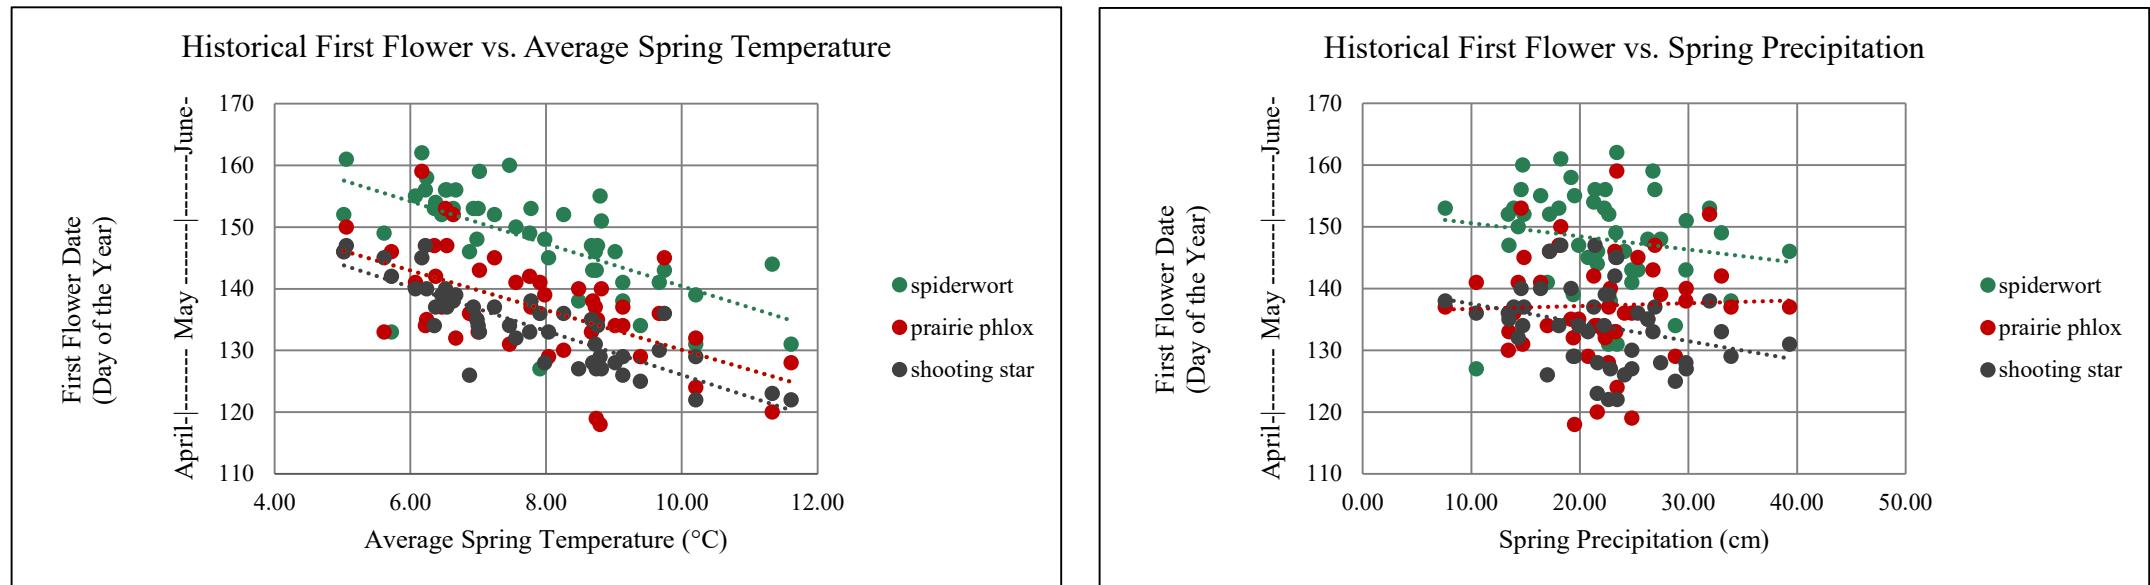 Historical First Flower vs. Average Spring Temperature
First Flower Date
(Day of the Year)
April-|------- May -------|--------June-
170
160
150
140
130
120
110
4.00 6.00 8.00 10.00 12.00
Average Spring Temperature (°C)
spiderwort
prairie phlox
shooting star
Historical First Flower vs. Spring Precipitation
First Flower Date
(Day of the Year)
April-|------- May -------|--------June-
170
160
150
140
130
120
110
0.00 10.00 20.00 30.00 40.00 50.00
Spring Precipitation (cm)
spiderwort
prairie phlox
shooting star